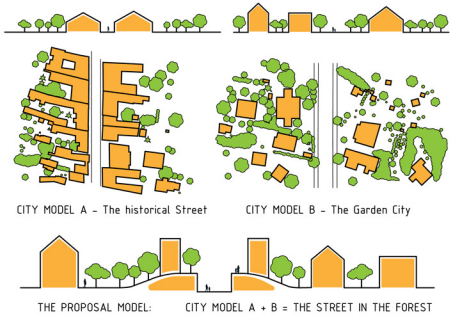 CITY MODEL A - The historical Street
CITY MODEL B - The Garden City
THE PROPOSAL MODEL: CITY MODEL A + B = THE STREET IN THE FORREST